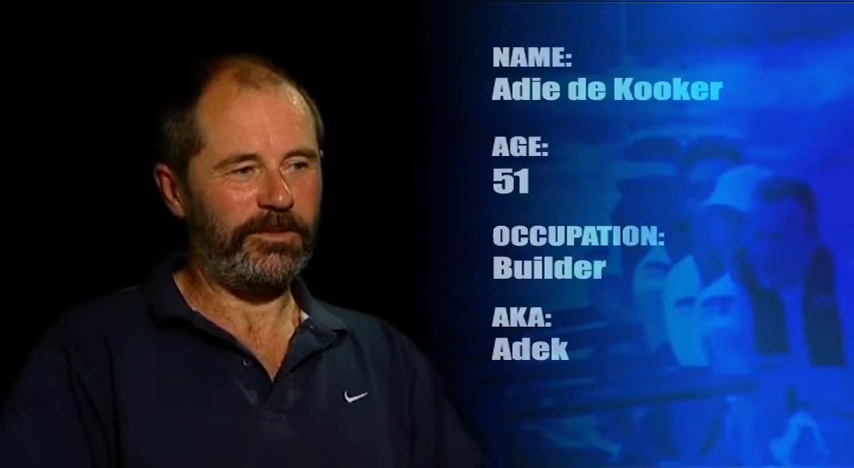 NAME:
Adie de Kooker
AGE:
51
OCCUPATION:
Builder
AKA:
Adek